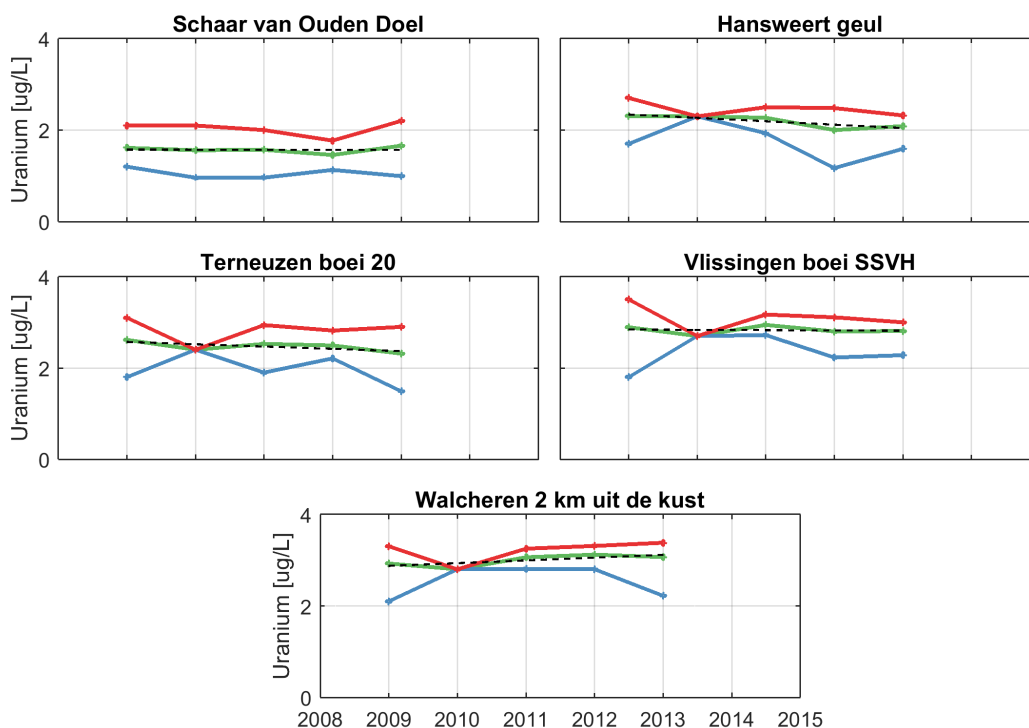 Schaar van Ouden Doel
Hansweert geul
4
2
0
Uranium [ug/L]
Terneuzen boei 20
Vlissingen boei SSVH
4
2
0
Uranium [ug/L]
Walcheren 2 km uit de kust
4
2
0
Uranium [ug/L]
2008 2009 2010 2011 2012 2013 2014 2015